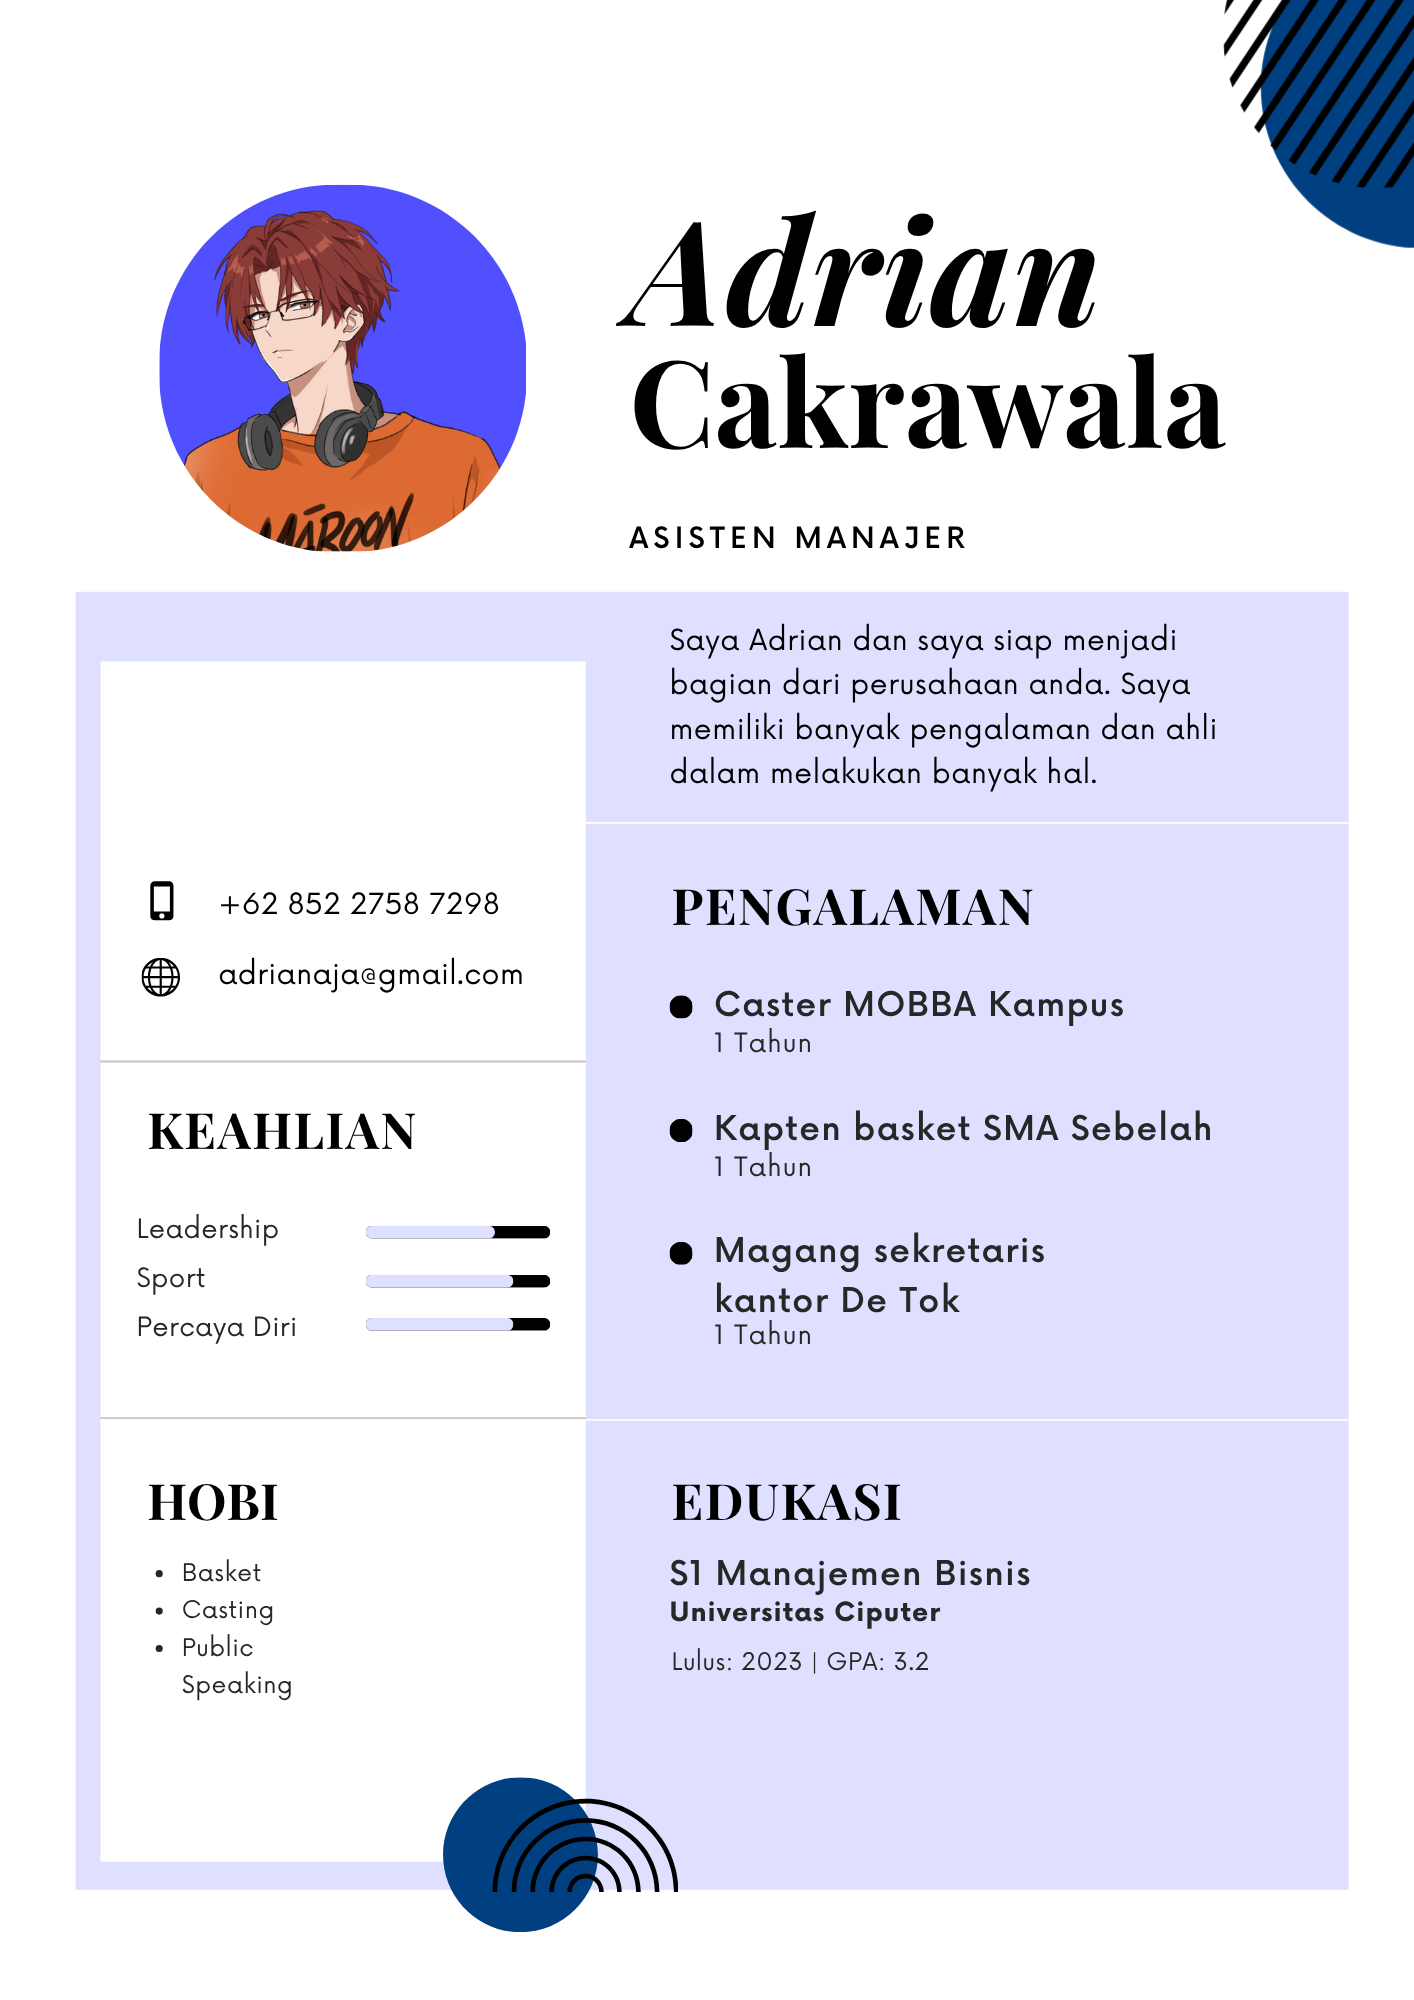 Adrian
Cakrawala
ASISTEN MANAJER
MAROON
Saya Adrian dan saya siap menjadi
bagian dari perusahaan anda. Saya
memiliki banyak pengalaman dan ahli
dalam melakukan banyak hal.
+62 852 2758 7298
adrianaja@gmail.com
KEAHLIAN
Leadership
Sport
Percaya Diri
HOBI
• Basket
• Casting
• Public
Speaking
PENGALAMAN
Caster MOBBA Kampus
1 Tahun
Kapten basket SMA Sebelah
1 Tahun
Magang sekretaris
kantor De Tok
1 Tahun
EDUKASI
S1 Manajemen Bisnis
Universitas Ciputer
Lulus: 2023 | GPA: 3.2